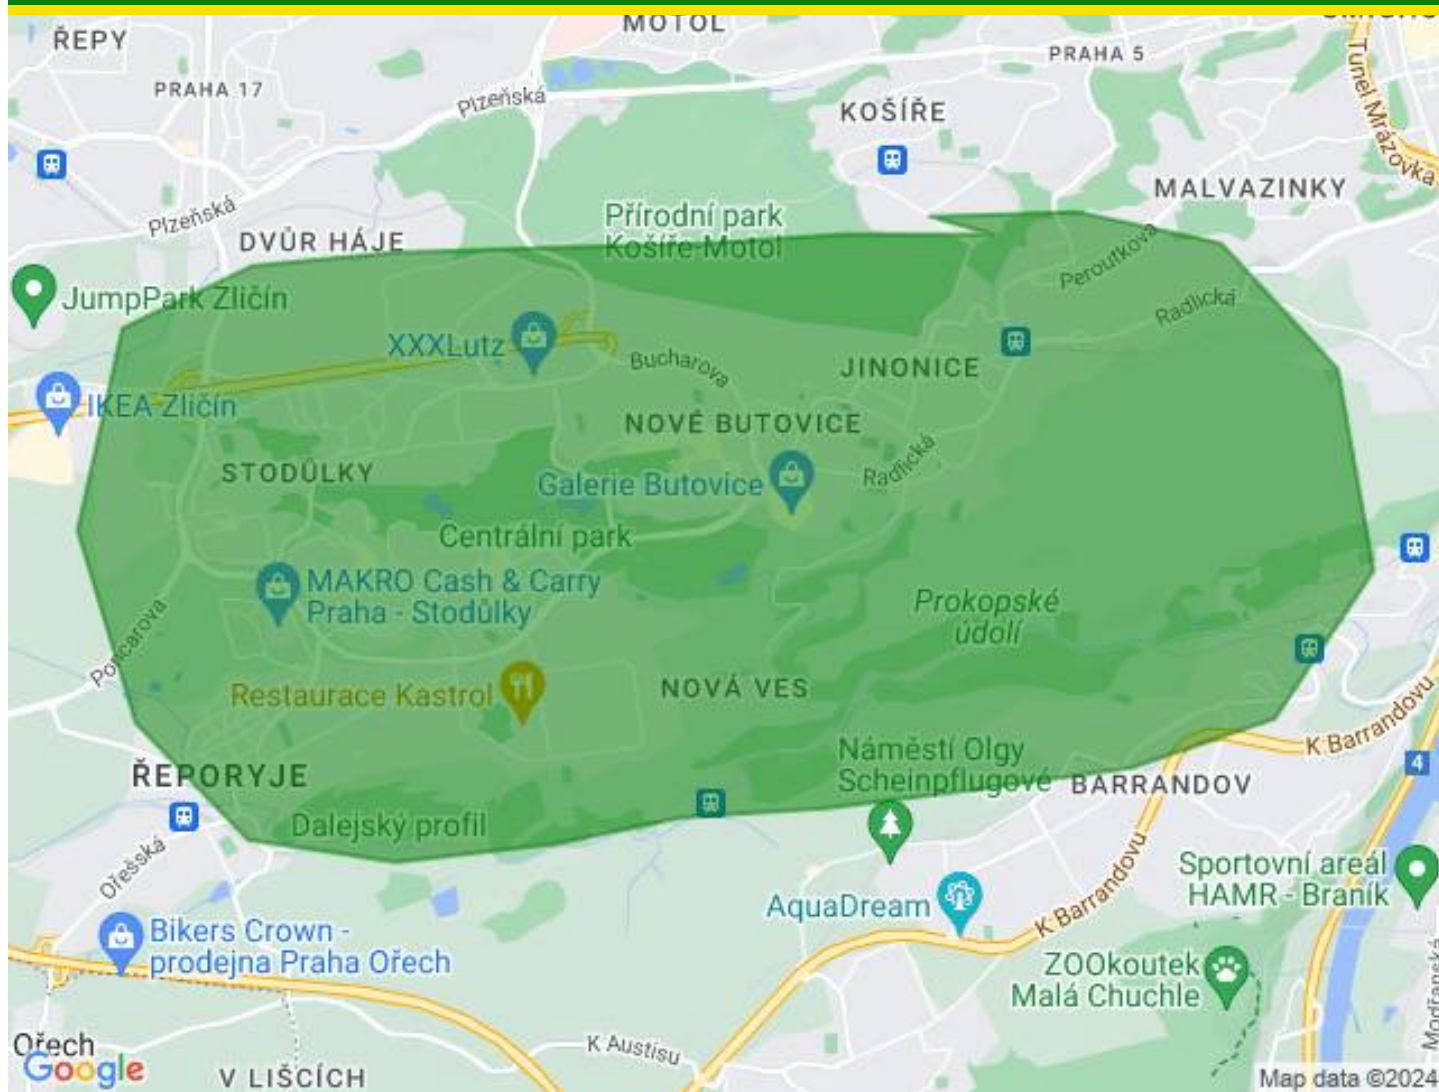 MOTOL
ŘEPY
PRAHA 5
PRAHA 17
Plzeňská
KOŠÍŘE
Tunel Mrázovka
MALVAZINKY
Plzeňská
Přírodní park
Košíře-Motol
DVŮR HÁJE
Peroutkova
JumpPark Zličín
Radlická
XXXLutz
Bucharova
JINONICE
IKEA Zličín
NOVÉ BUTOVICE
STODŮLKY
Radlická
Galerie Butovice
Centrální park
MAKRO Cash & Carry
Praha - Stodůlky
Prokopské
údolí
Poncarova
Restaurace Kastrol
NOVÁ VES
K Barrandovu
Náměstí Olgy
Scheinpflugové
ŘEPORYJE
BARRANDOV
4
Dalejský profil
Ořešská
Sportovní areál
HAMR - Braník
K Barrandovu
AquaDream
Bikers Crown -
prodejna Praha Ořech
ZOOkoutek
Malá Chuchle
Modřanská
Ořech
K Austisu
Google
V LIŠCÍCH
Map data ©2024